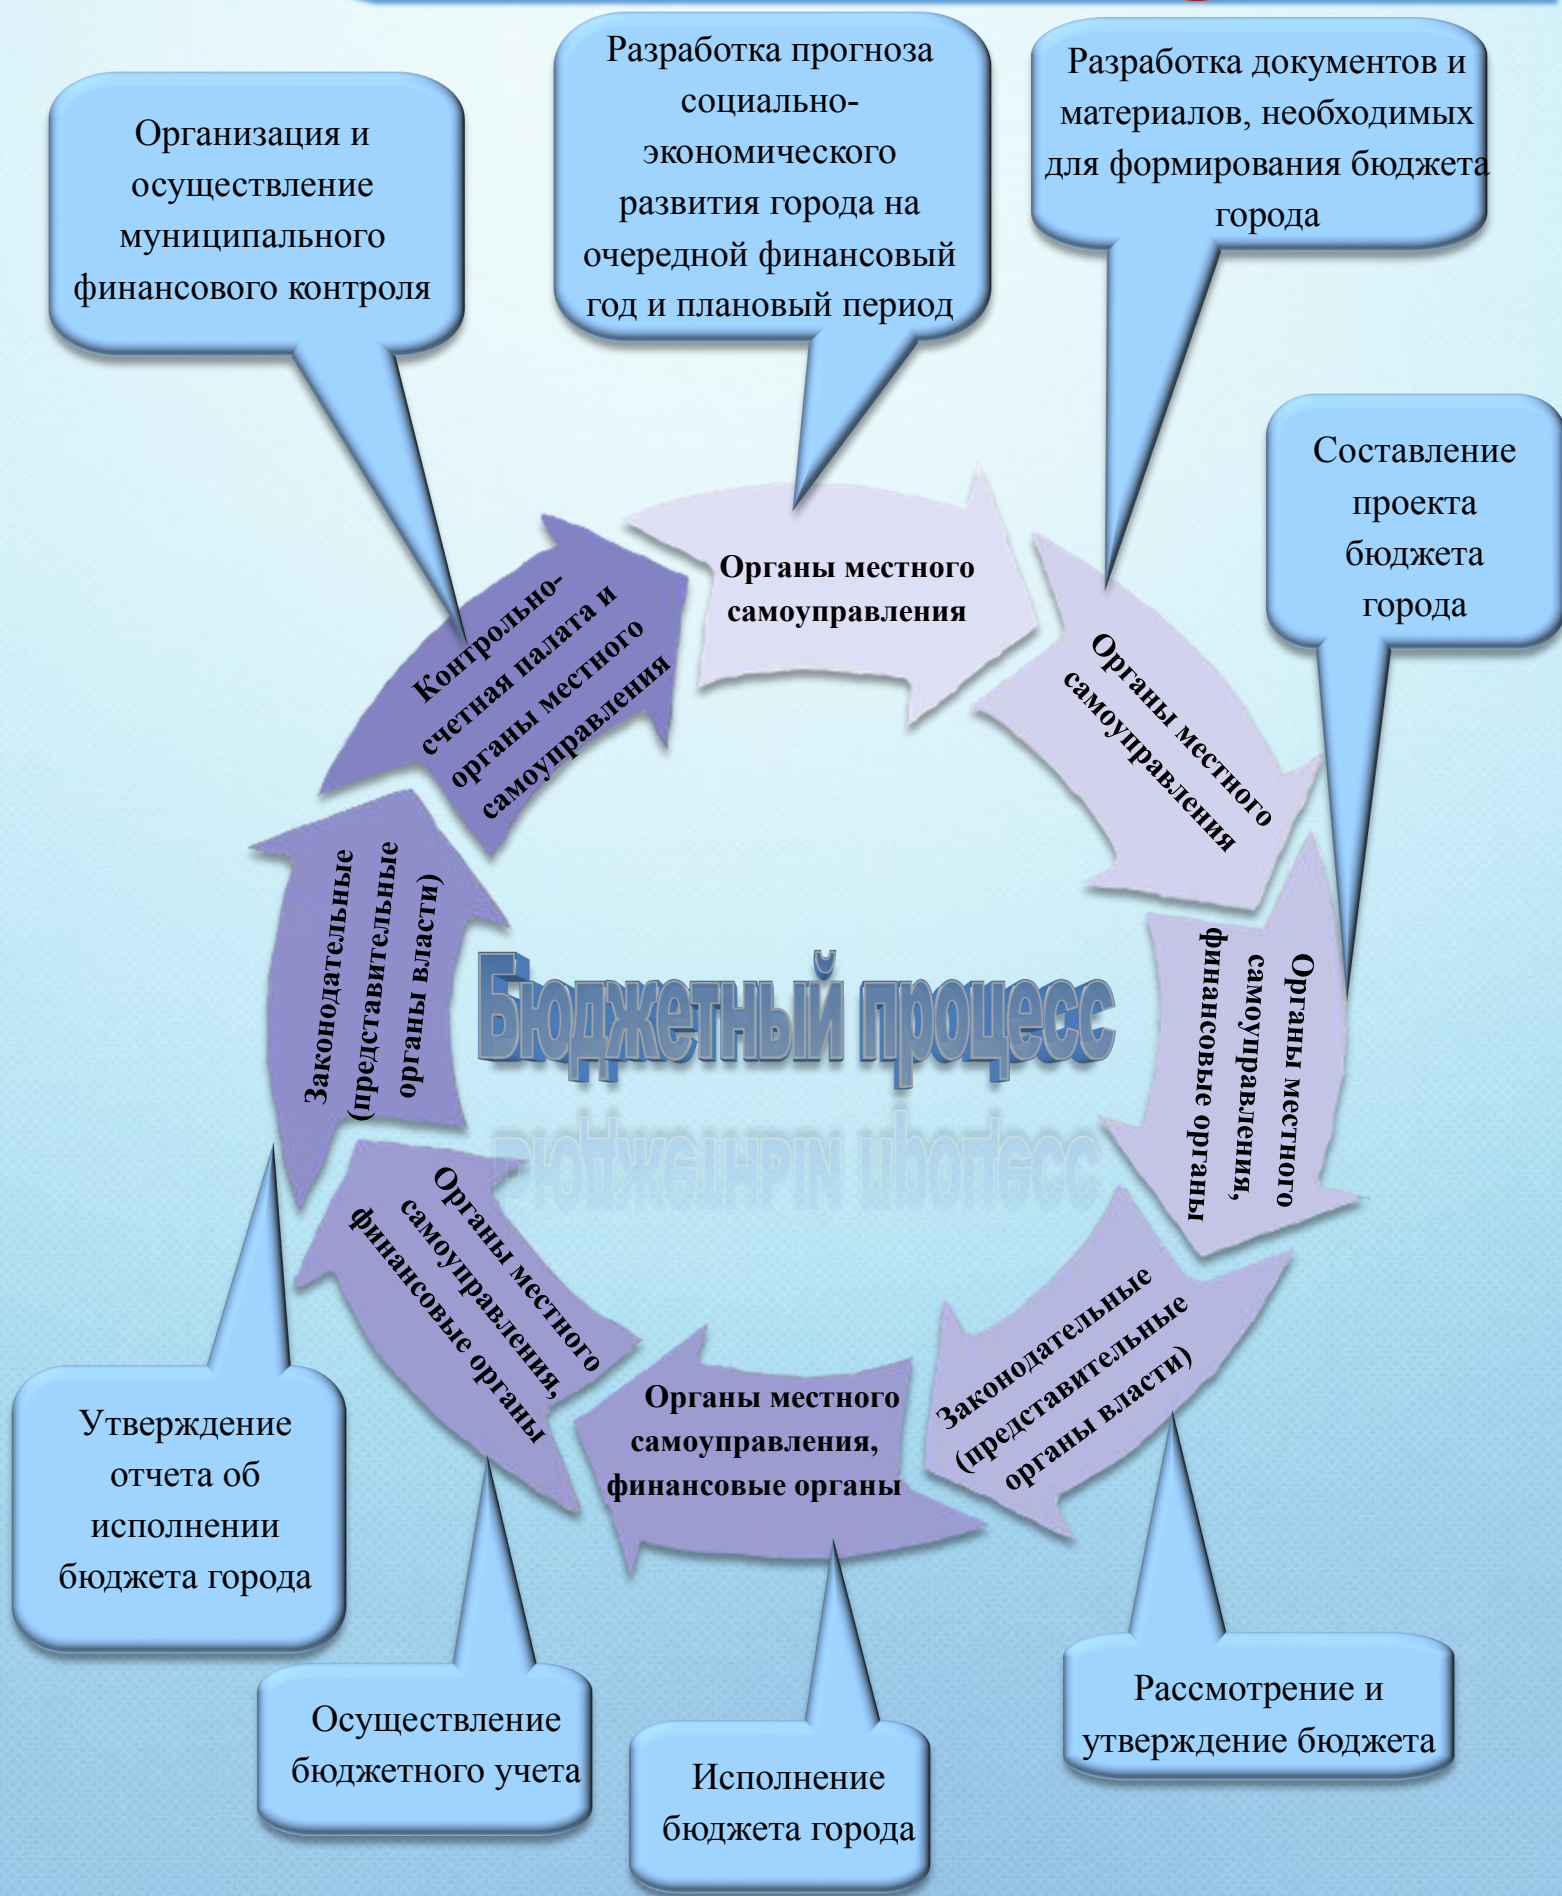 Организация и
осуществление
муниципального
финансового контроля
Разработка прогноза
социально-
экономического
развития города на
очередной финансовый
год и плановый период
Разработка документов и
материалов, необходимых
для формирования бюджета
города
Составление
проекта
бюджета
города
Органы местного
самоуправления
Органы местного
самоуправления
Органы местного
самоуправления,
финансовые органы
Законодательные
(представительные
органы власти)
Органы местного
самоуправления,
финансовые органы
Органы местного
самоуправления,
финансовые органы
Законодательные
(представительные
органы власти)
Контрольно-
счетная палата и
органы местного
самоуправления
Бюджетный процесс
Утверждение
отчета об
исполнении
бюджета города
Осуществление
бюджетного учета
Исполнение
бюджета города
Рассмотрение и
утверждение бюджета